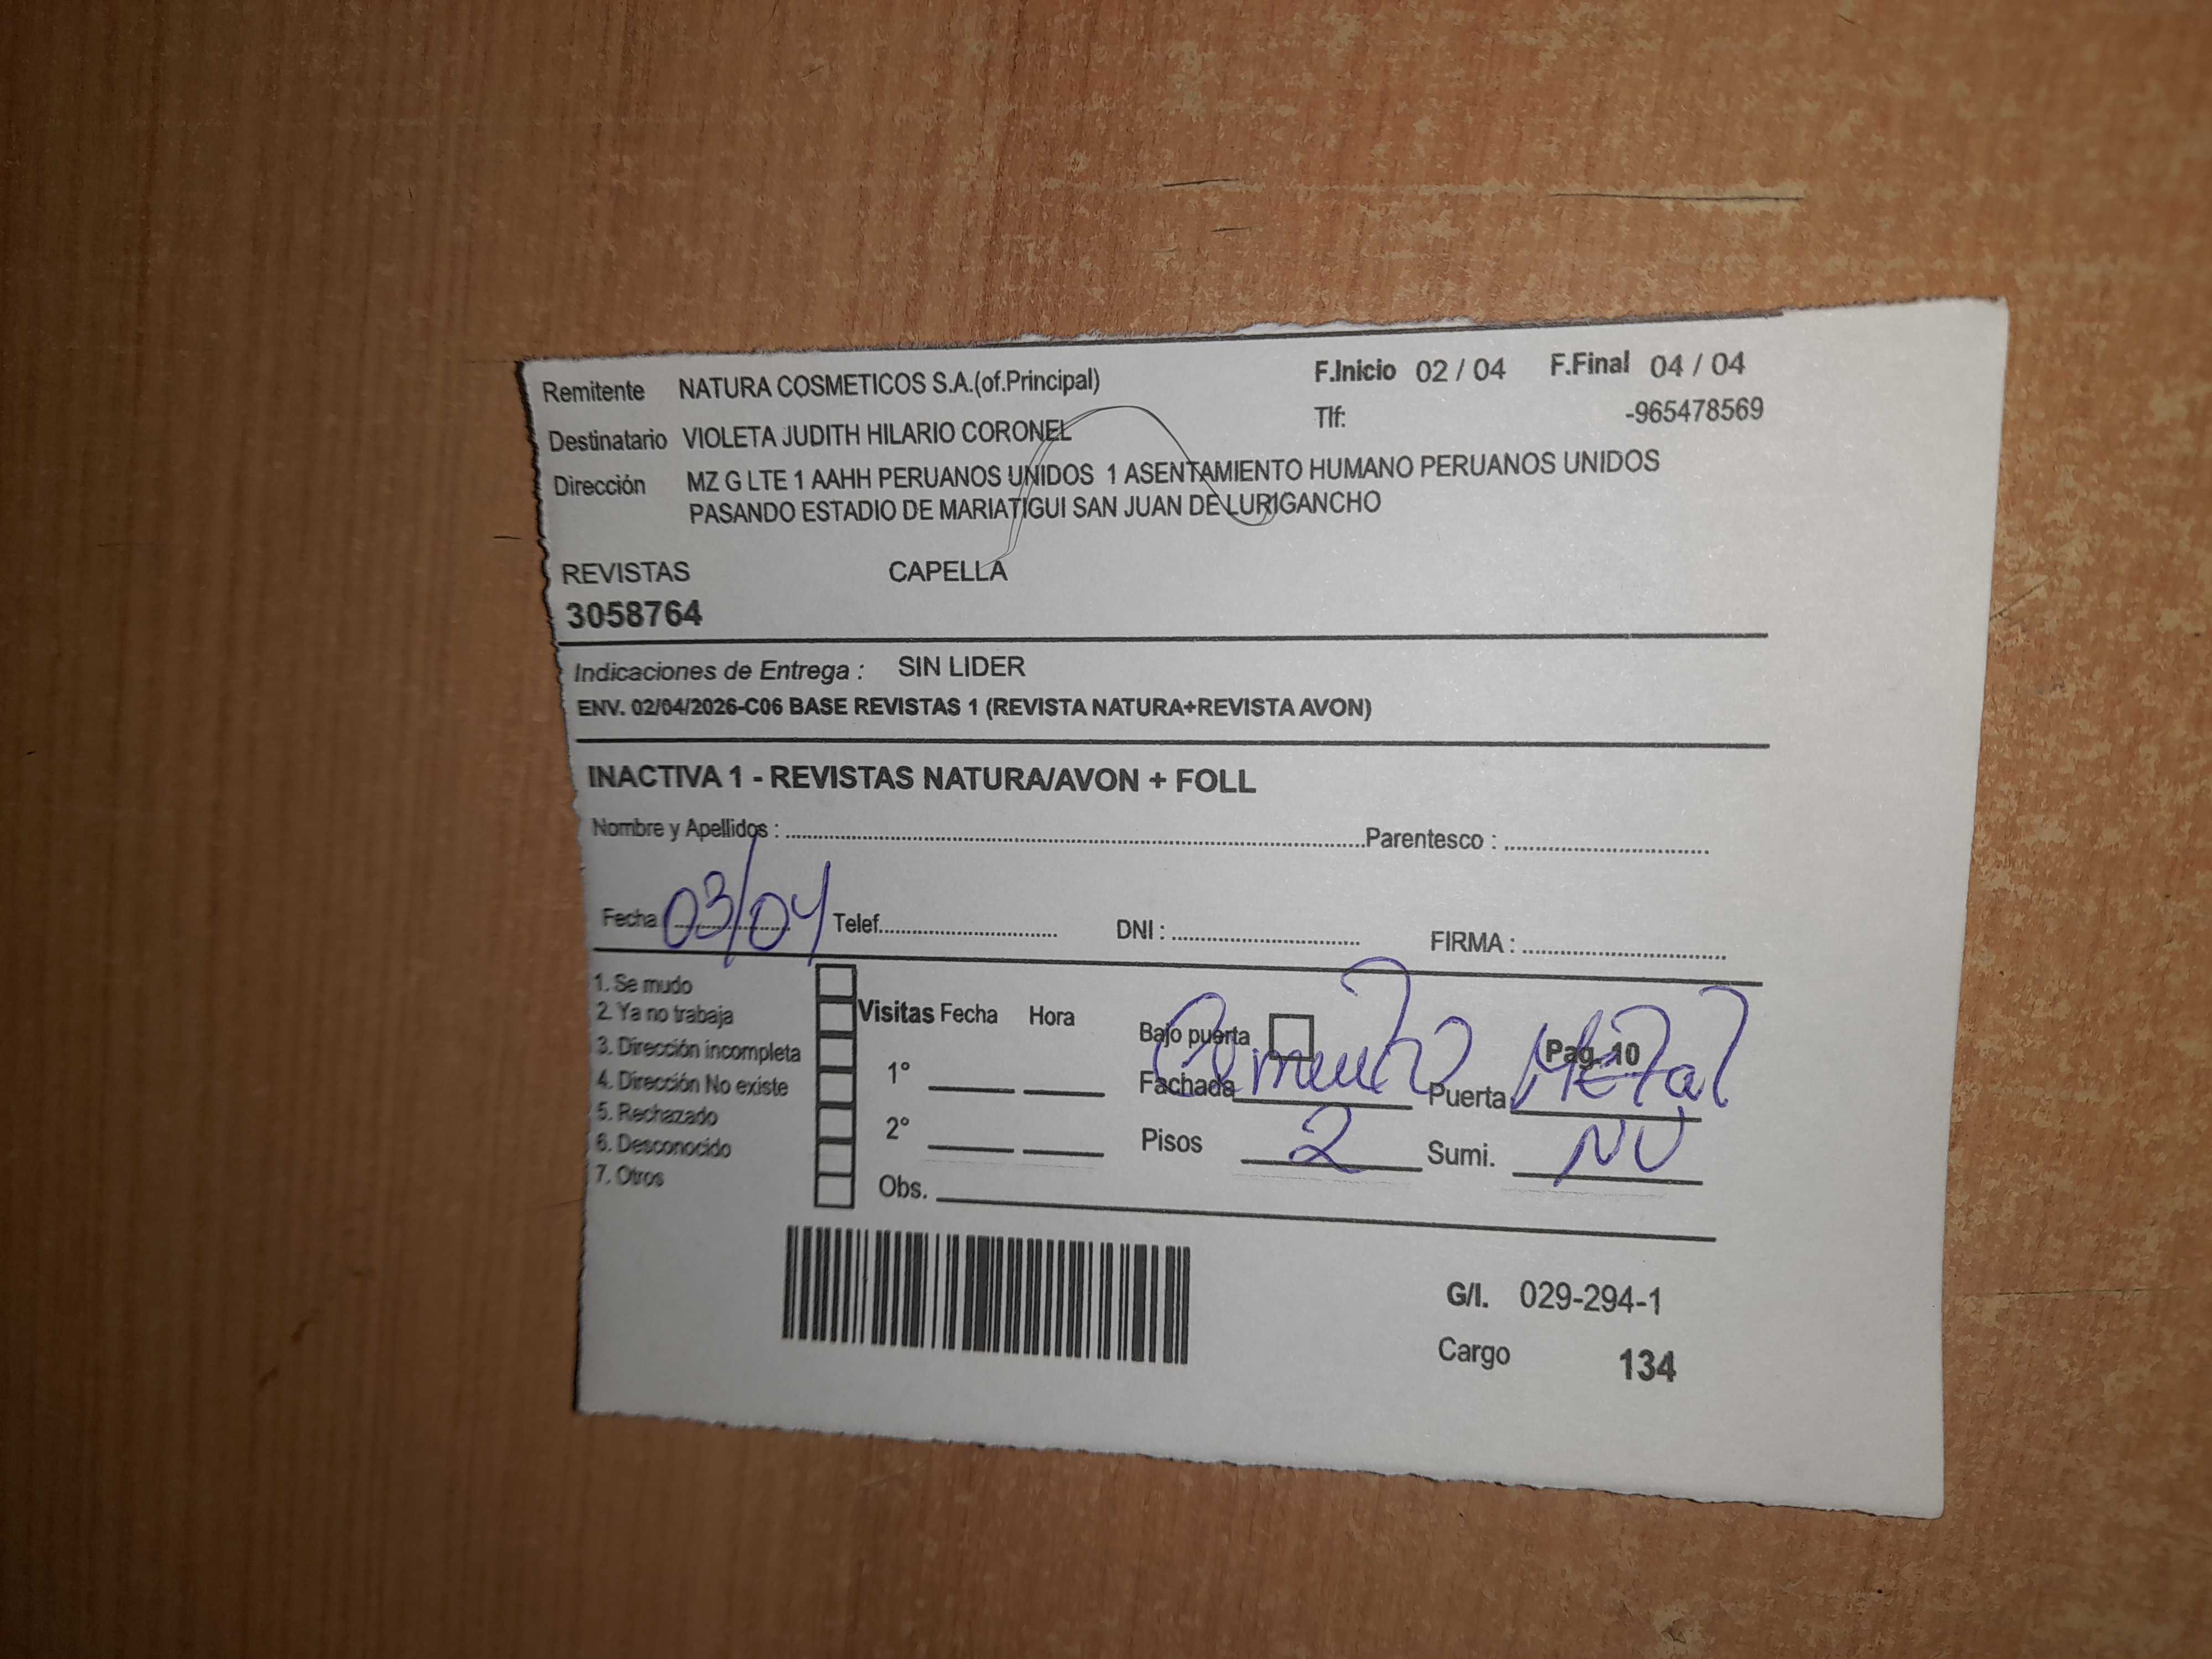 Remitente NATURA COSMETICOS S.A.(of.Principal) F.Inicio 02 / 04 F.Final 04 / 04
Destinatario VIOLETA JUDITH HILARIO CORONEL Tlf: -965478569
Dirección MZ G LTE 1 AAHH PERUANOS UNIDOS 1 ASENTAMIENTO HUMANO PERUANOS UNIDOS
PASANDO ESTADIO DE MARIATIGUI SAN JUAN DE LURIGANCHO
REVISTAS CAPELLA
3058764
Indicaciones de Entrega : SIN LIDER
ENV. 02/04/2026-C06 BASE REVISTAS 1 (REVISTA NATURA+REVISTA AVON)
INACTIVA 1 - REVISTAS NATURA/AVON + FOLL
Nombre y Apellidos : Parentesco :
Fecha 03/04 Telef. DNI : FIRMA :
1. Se mudo
2. Ya no trabaja
3. Dirección incompleta
4. Dirección No existe
5. Rechazado
6. Desconocido
7. Otros
Visitas Fecha Hora
1°
2°
Obs.
Bajo puerta Pag. 10
Fachada Cemento Puerta Metal
Pisos 2 Sumi. NU
G/I. 029-294-1
Cargo 134